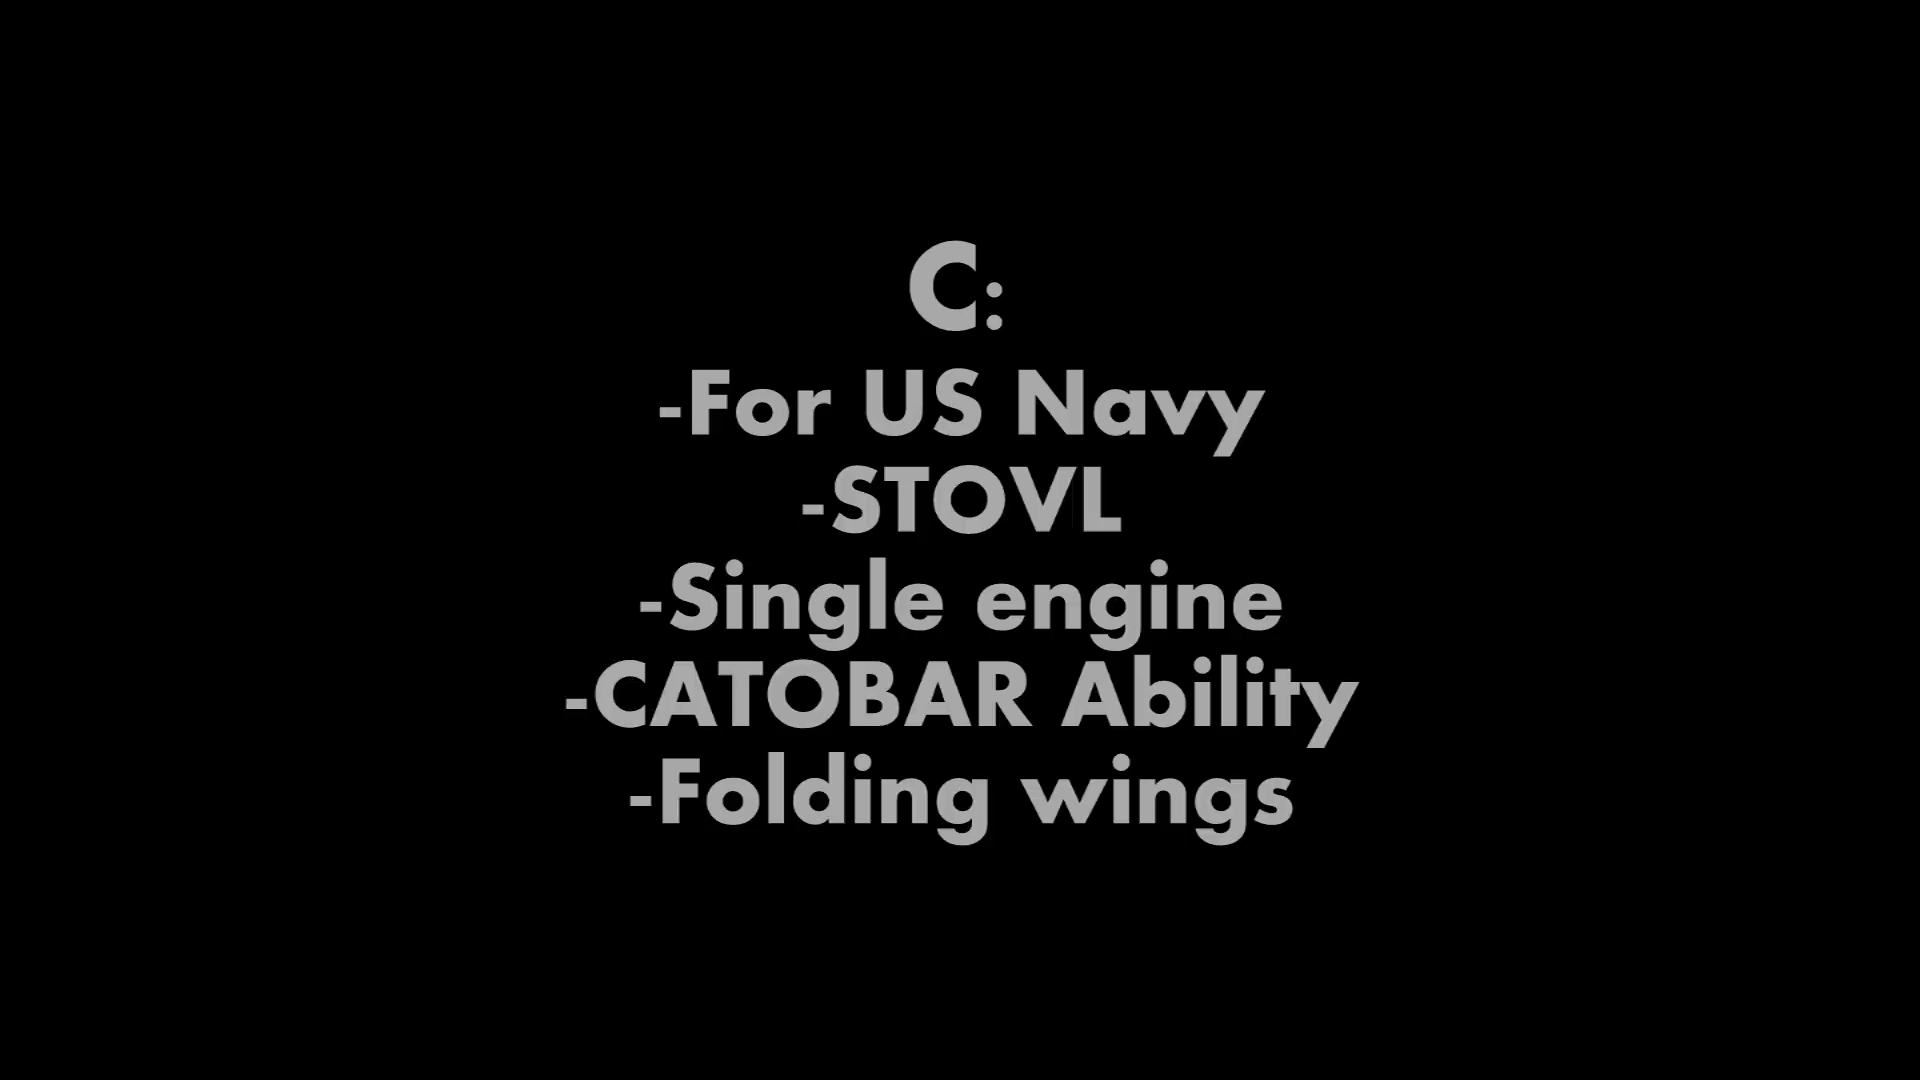 C:
-For US Navy
-STOVL
-Single engine
-CATOBAR Ability
-Folding wings